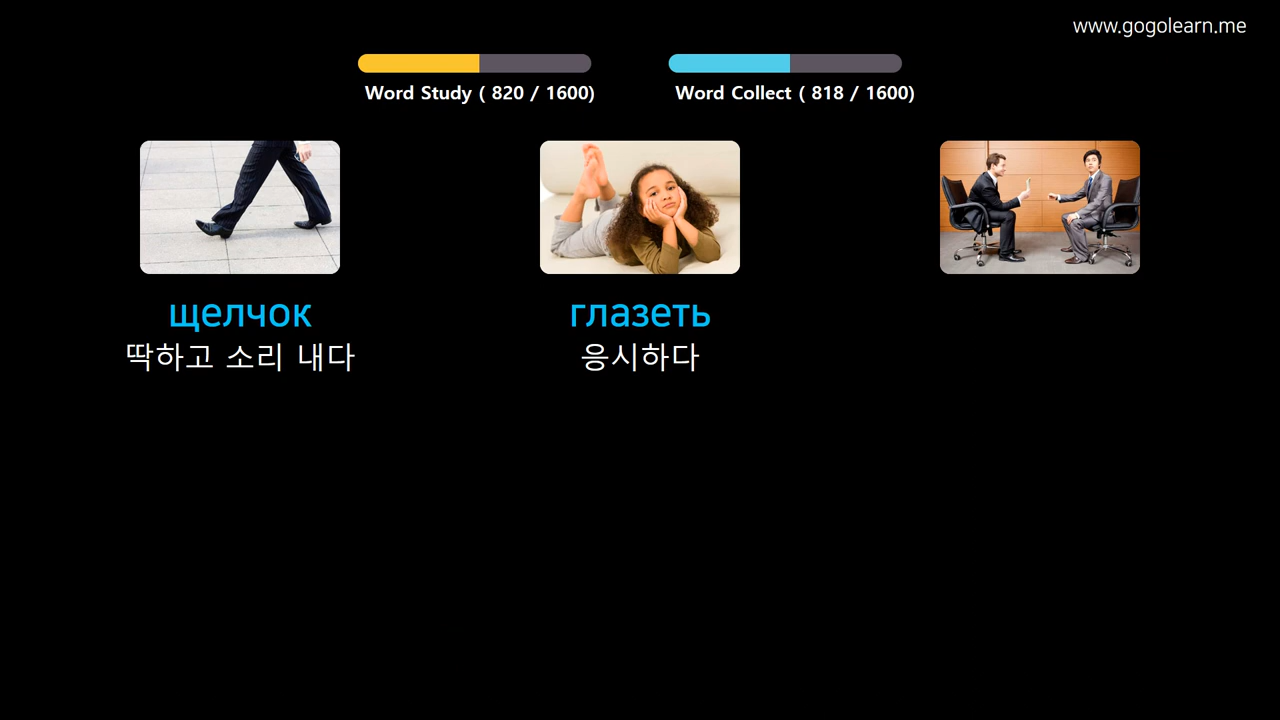 www.gogolearn.me
Word Study ( 820 / 1600)
Word Collect ( 818 / 1600)
щелчок
глазеть
딱하고 소리 내다
응시하다